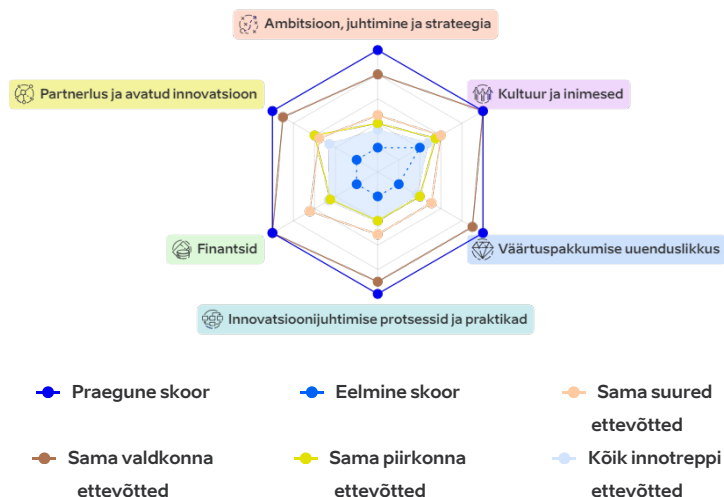 Ambitsioon, juhtimine ja strateegia
Partnerlus ja avatud innovatsioon
Kultuur ja inimesed
Finantsid
Väärtuspakkumise uuenduslikkus
Innovatsioonijuhtimise protsessid ja praktikad
Praegune skoor
Eelmine skoor
Sama suured
ettevõtted
Sama valdkonna
ettevõtted
Sama piirkonna
ettevõtted
Kõik innotreppi
ettevõtted